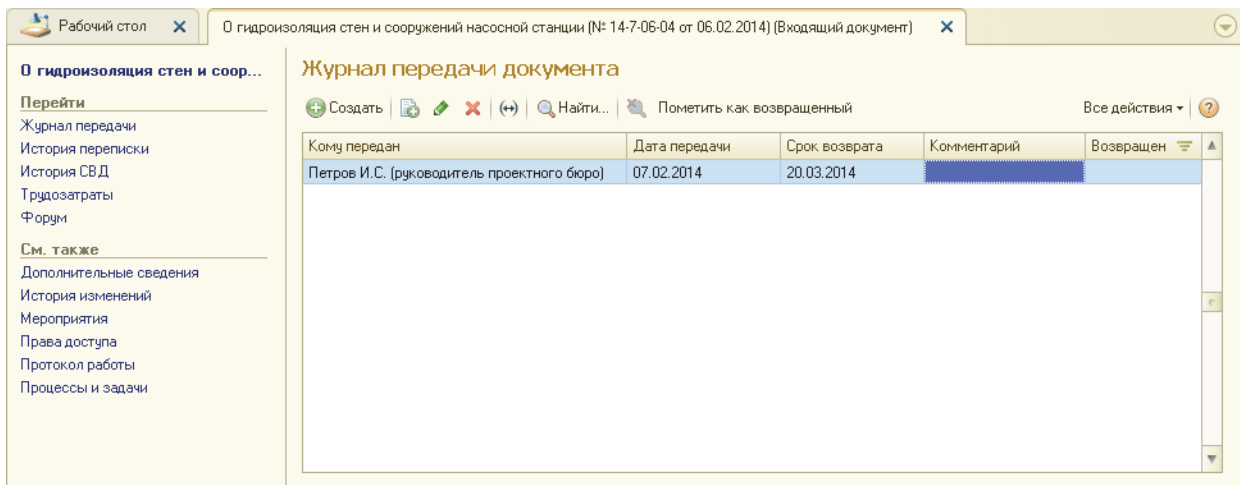 Рабочий стол
О гидроизоляция стен и сооружений насосной станции (№ 14-7-06-04 от 06.02.2014) (Входящий документ)
О гидроизоляция стен и соор...
Перейти
Журнал передачи
История переписки
История СВД
Трудозатраты
Форум
См. также
Дополнительные сведения
История изменений
Мероприятия
Права доступа
Протокол работы
Процессы и задачи
Журнал передачи документа
Создать Найти... Пометить как возвращенный Все действия ?
Кому передан Дата передачи Срок возврата Комментарий Возвращен
Петров И.С. (руководитель проектного бюро) 07.02.2014 20.03.2014